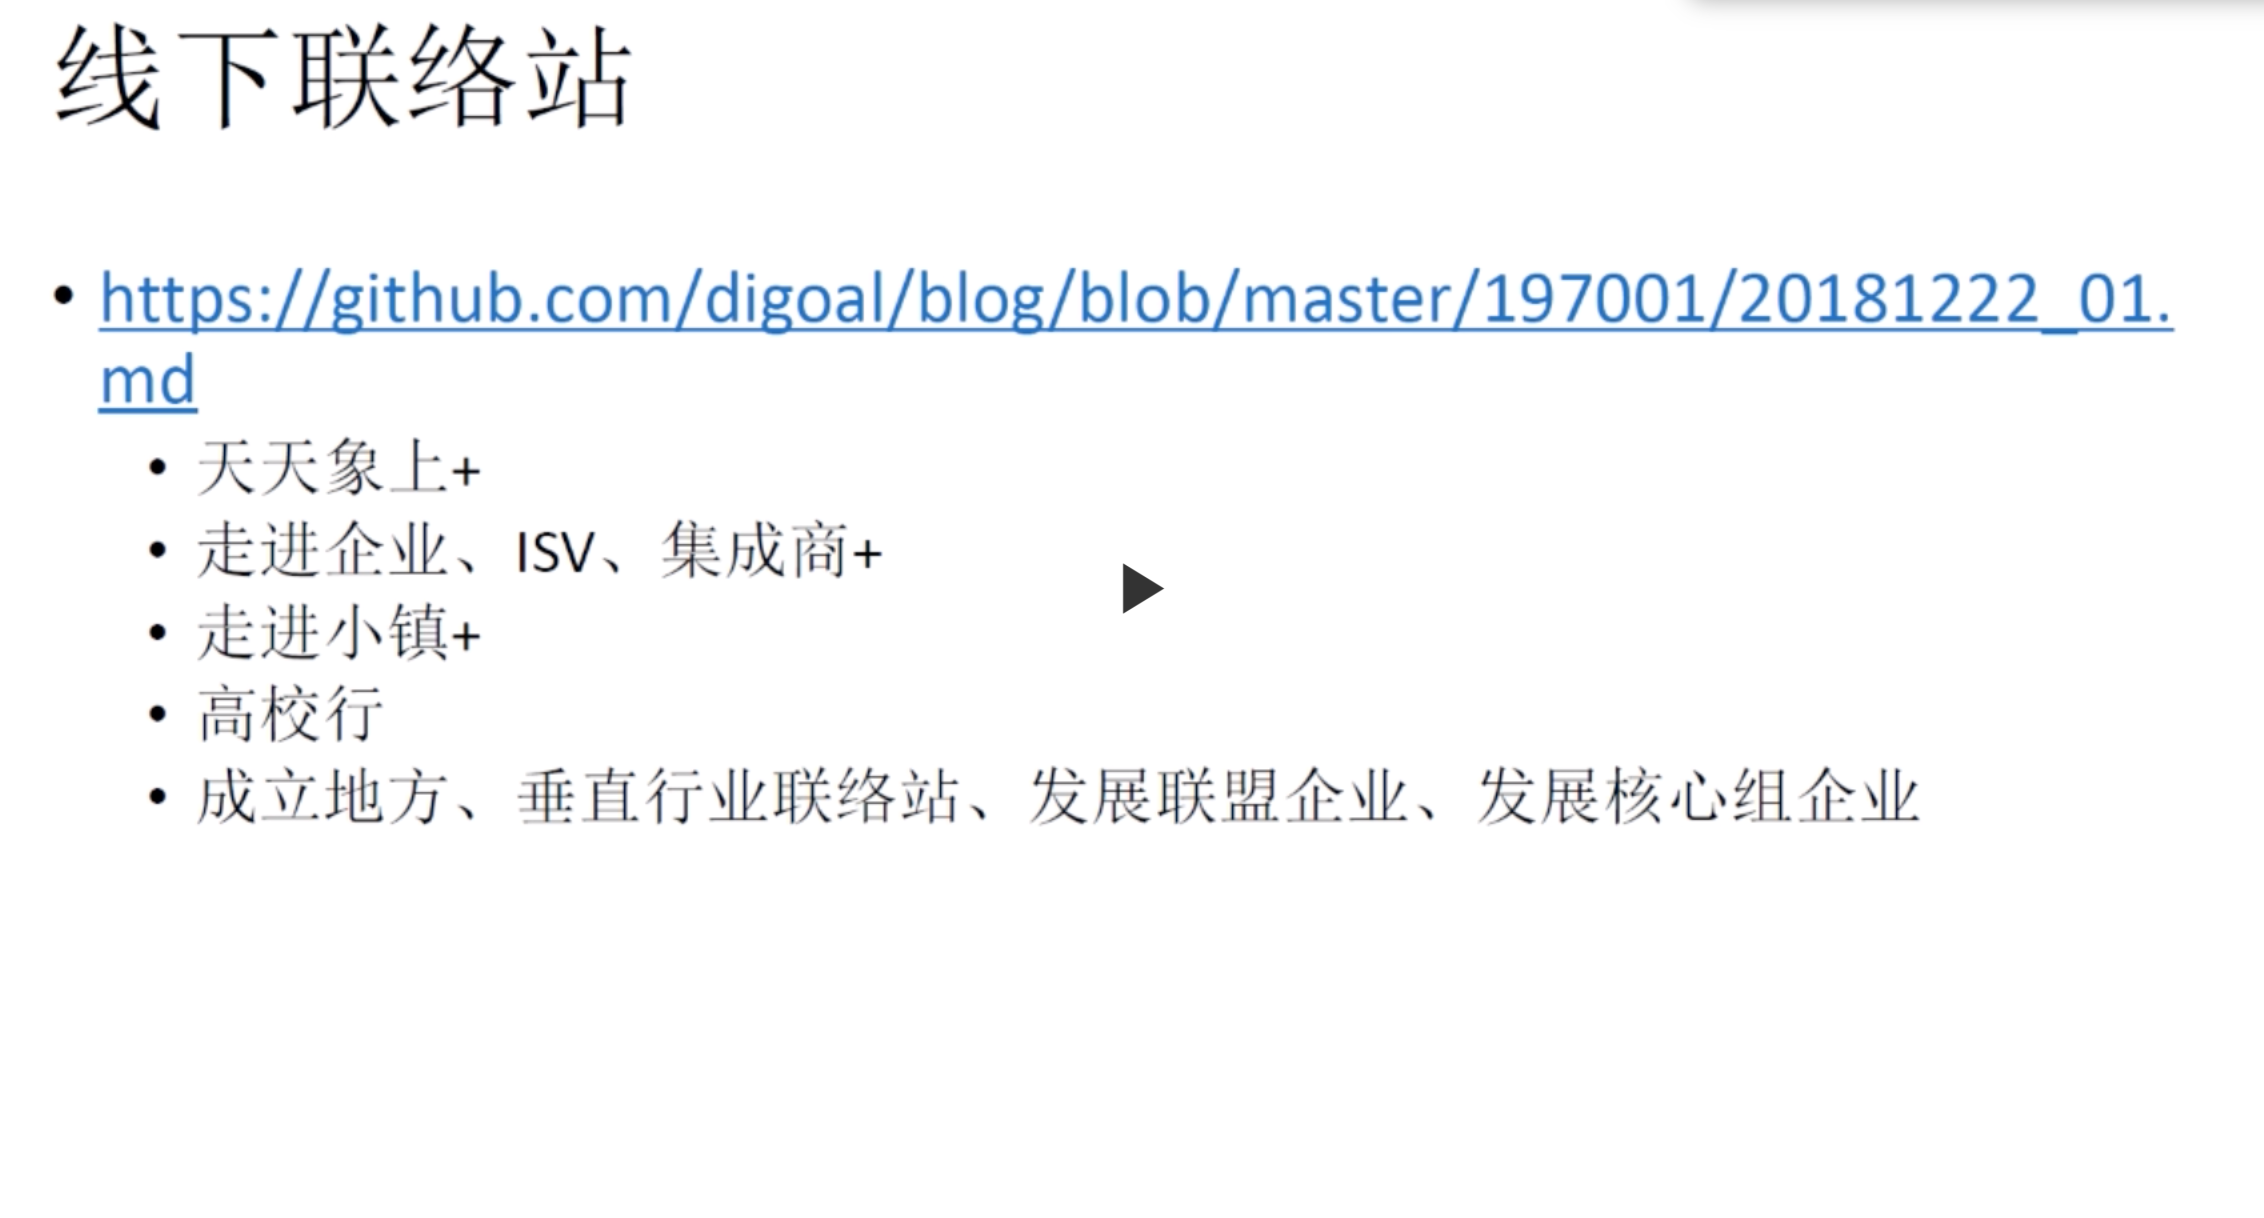 线下联络站
• https://github.com/digoal/blog/blob/master/197001/20181222_01.
md
• 天天象上+
• 走进企业、ISV、集成商+
• 走进小镇+
• 高校行
• 成立地方、垂直行业联络站、发展联盟企业、发展核心组企业